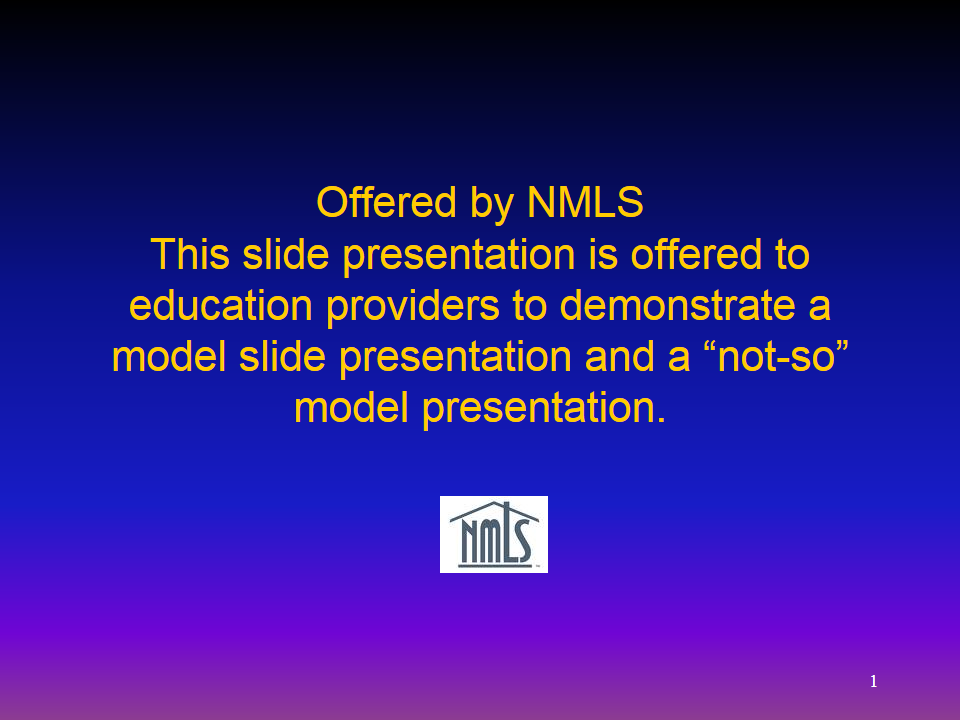 Offered by NMLS
This slide presentation is offered to
education providers to demonstrate a
model slide presentation and a “not-so”
model presentation.
NMLS
1